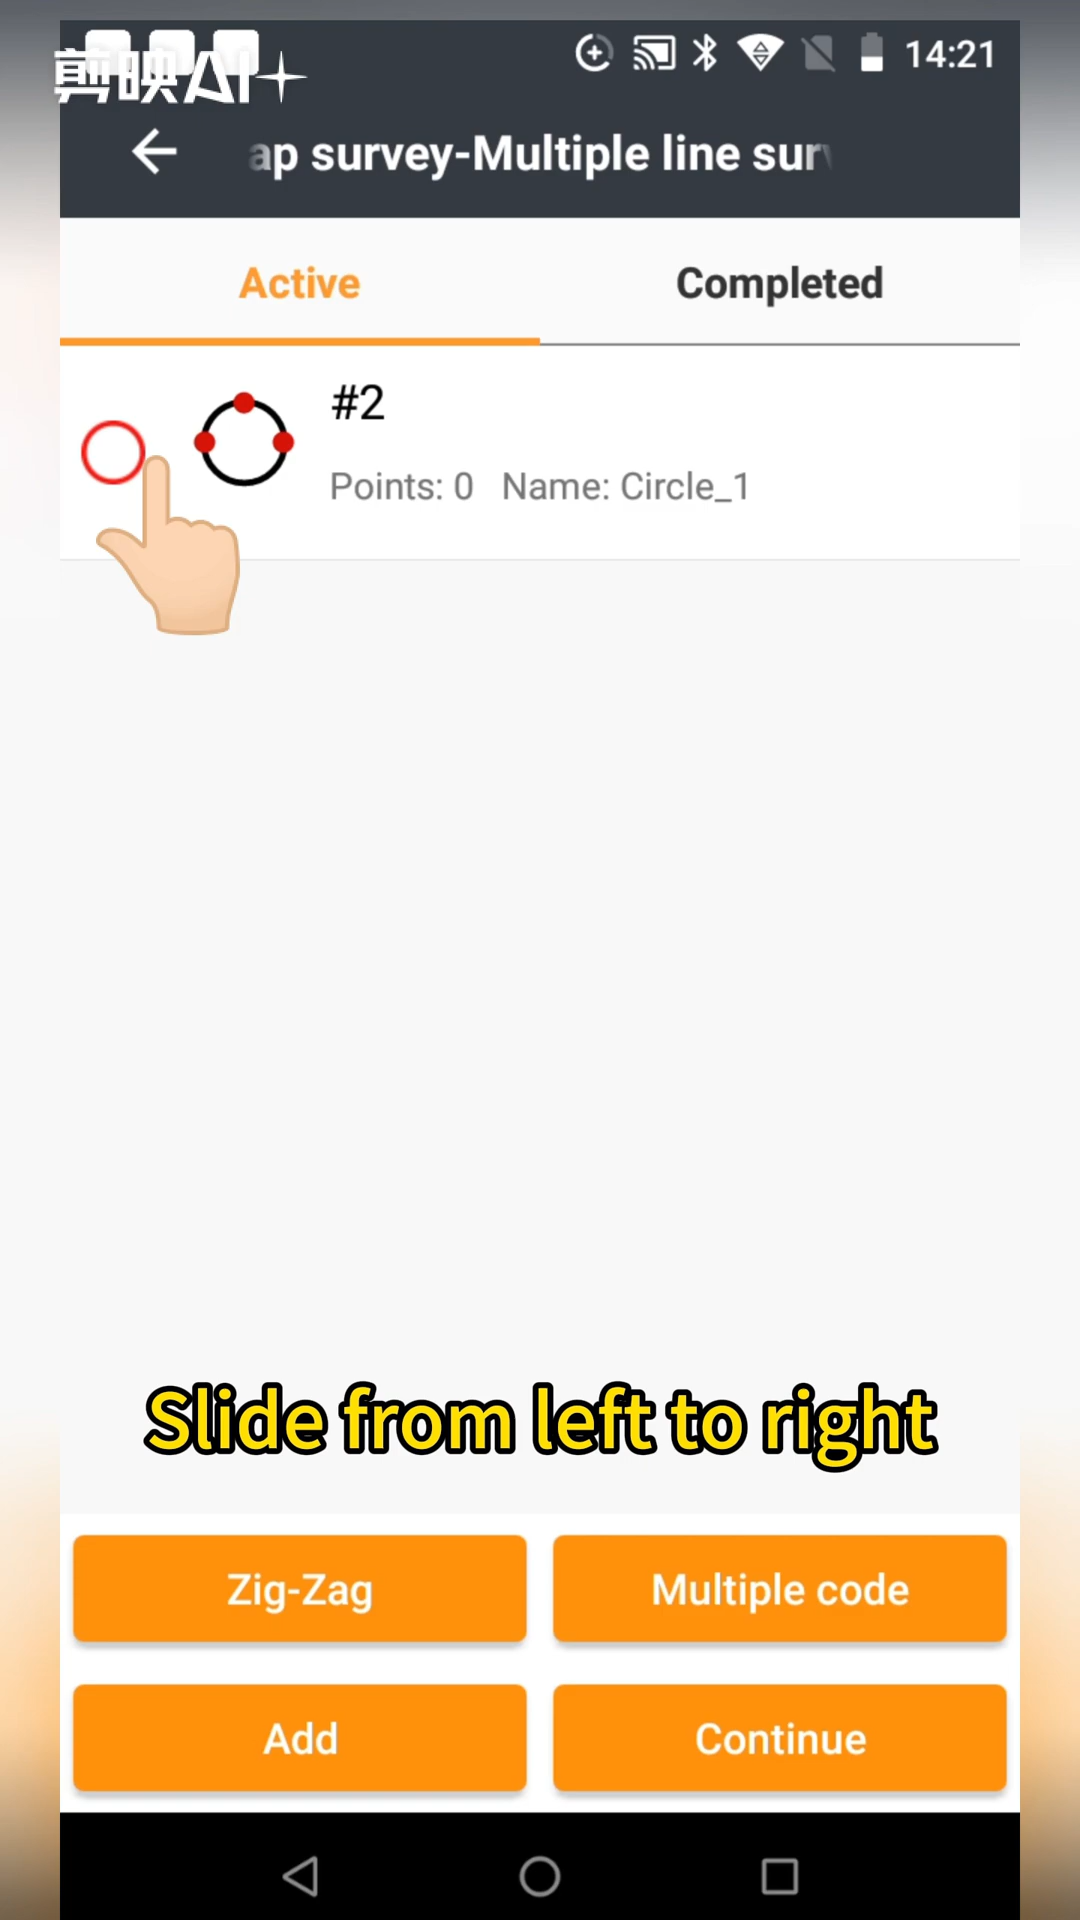 剪映AI
14:21
ap survey-Multiple line sur
Active
Completed
#2
Points: 0 Name: Circle_1
Slide from left to right
Zig-Zag
Multiple code
Add
Continue